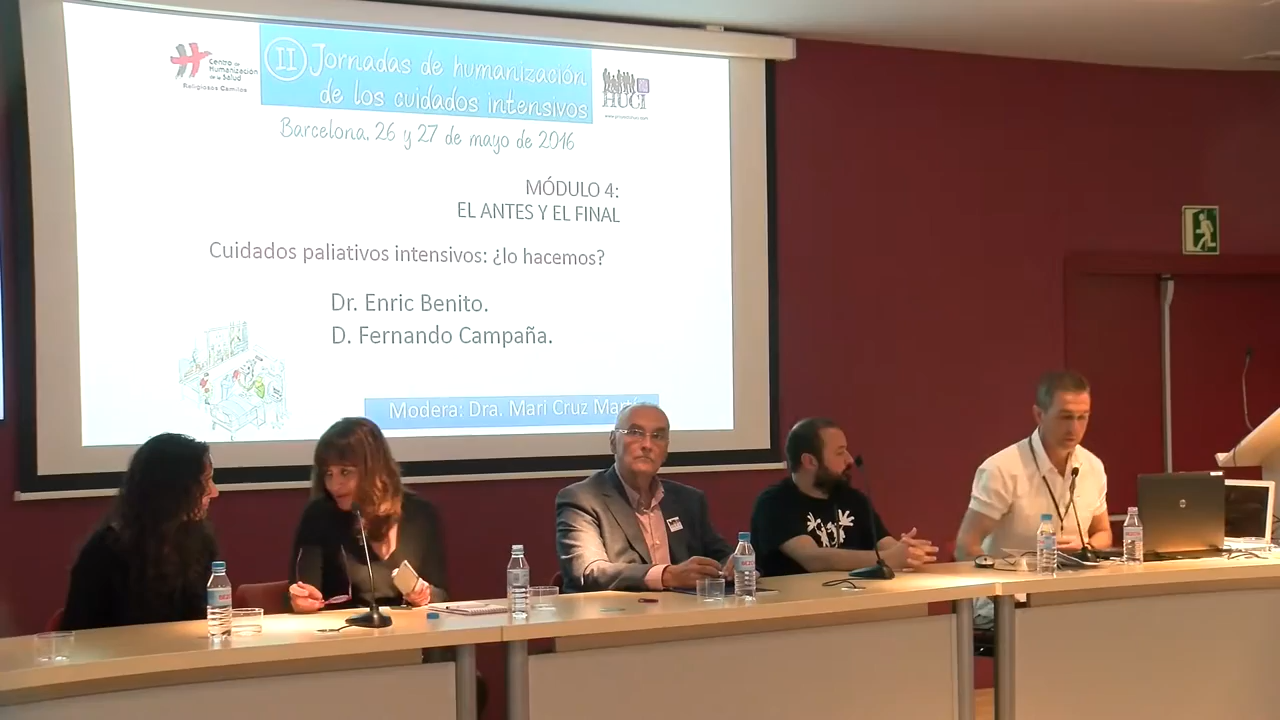 Centro de
Humanización
de la Salud
Religiosos Camilos
II Jornadas de humanización
de los cuidados intensivos
HUCI
Barcelona, 26 y 27 de mayo de 2016
MÓDULO 4:
EL ANTES Y EL FINAL
Cuidados paliativos intensivos: ¿lo hacemos?
Dr. Enric Benito.
D. Fernando Campaña.
Modera: Dra. Mari Cruz